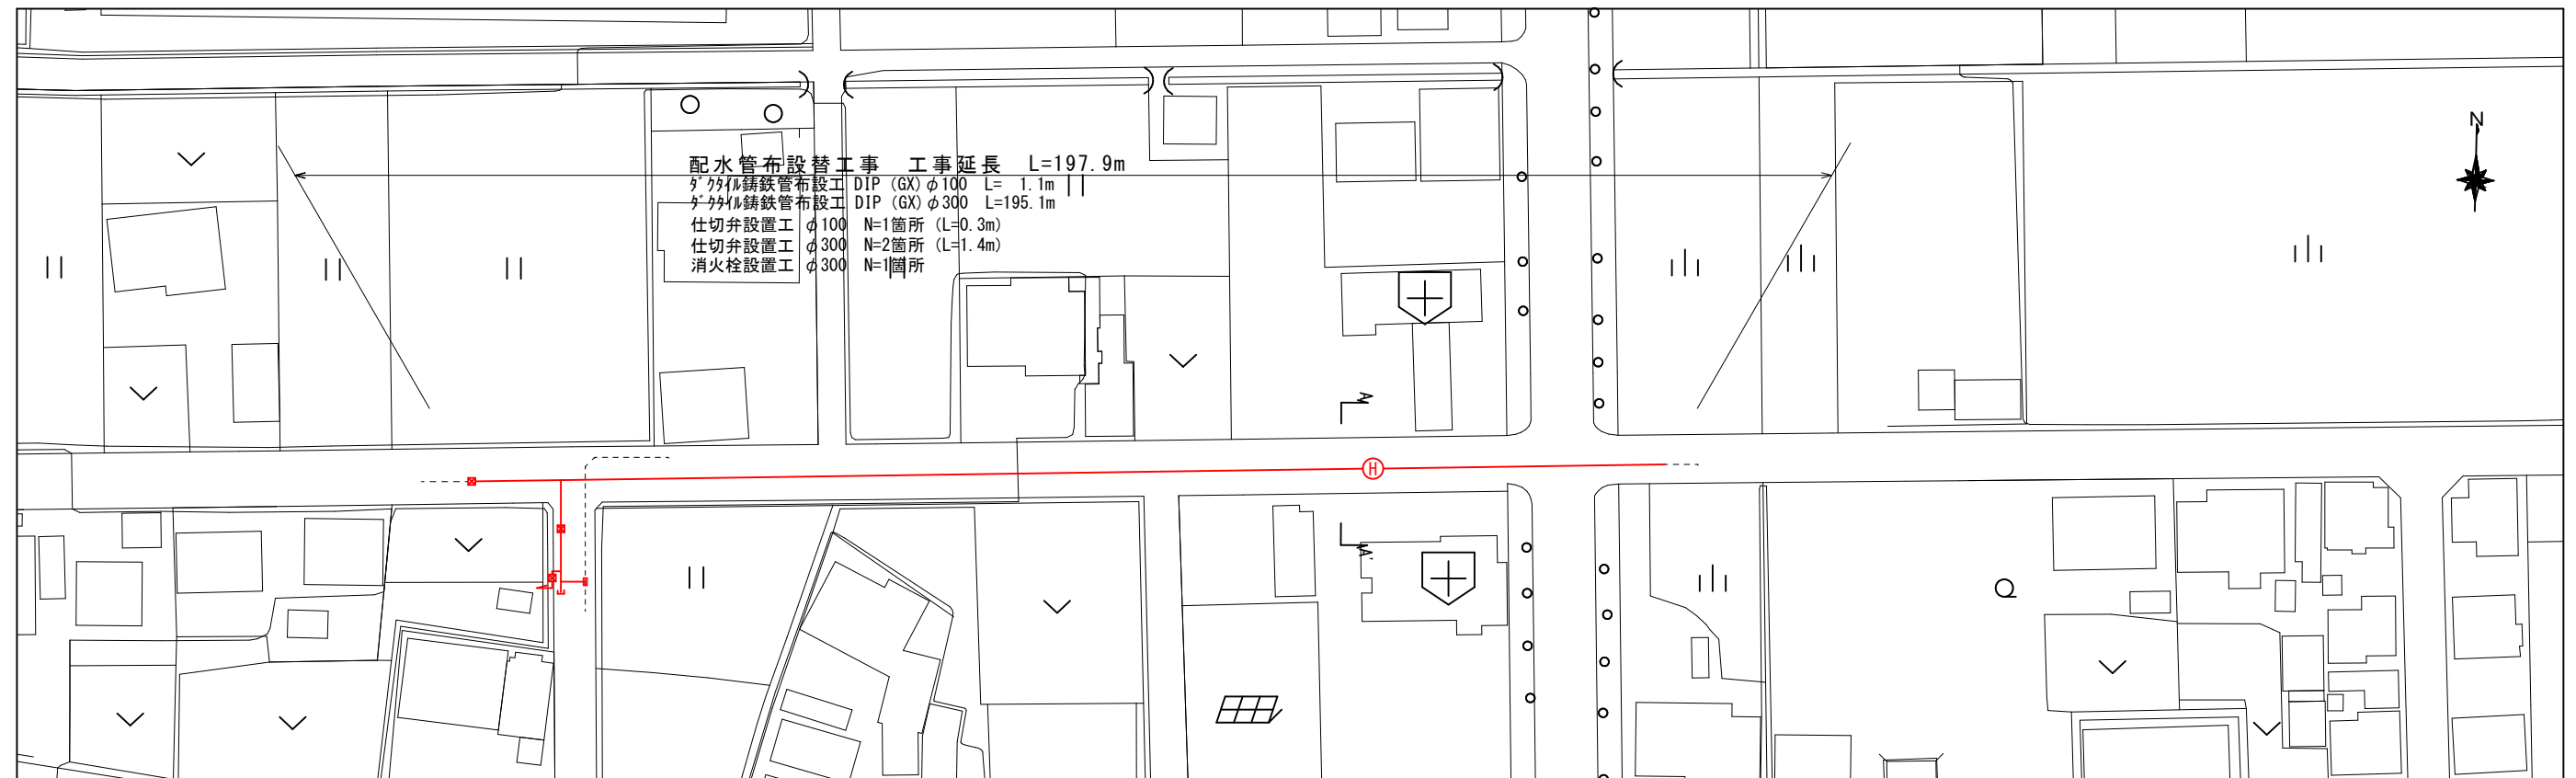 N
配水管布設替工事　工事延長　L=197.9m
ダクタイル鋳鉄管布設工 DIP (GX) φ100　L=　1.1m
ダクタイル鋳鉄管布設工 DIP (GX) φ300　L=195.1m
仕切弁設置工　φ100　N=1箇所 (L=0.3m)
仕切弁設置工　φ300　N=2箇所 (L=1.4m)
消火栓設置工　φ300　N=1箇所
A
H
A'